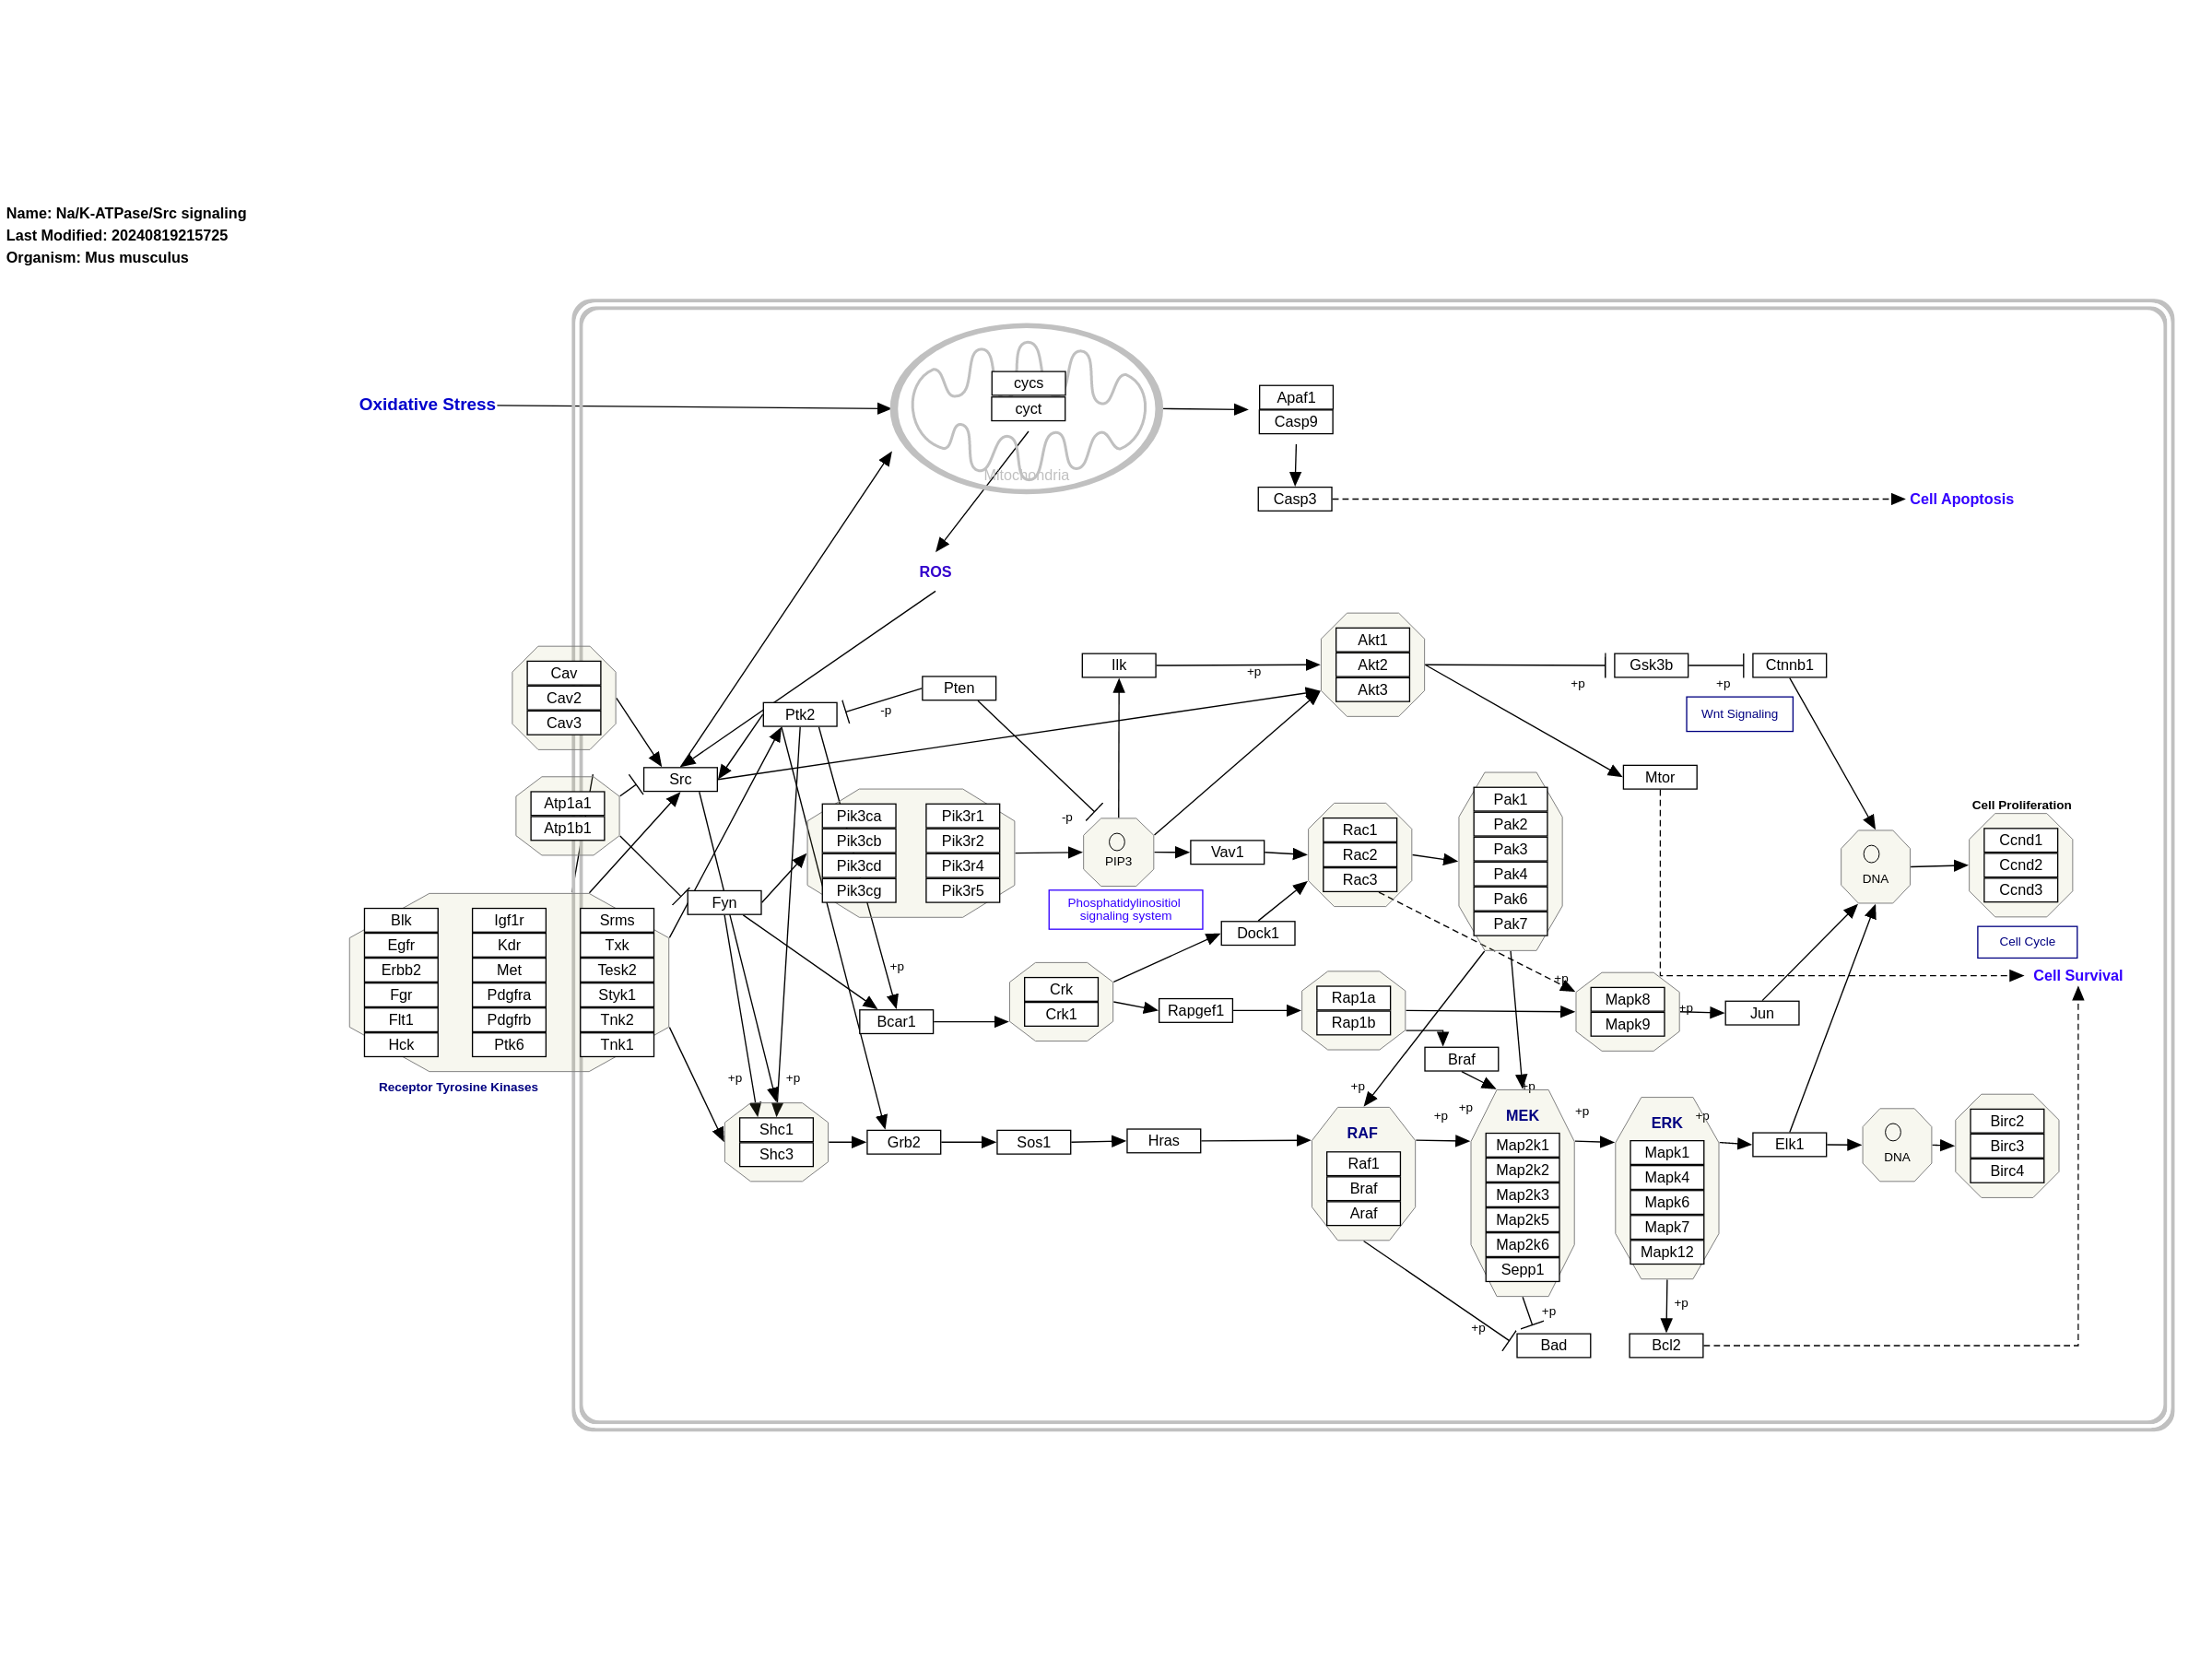 Name: Na/K-ATPase/Src signaling
Last Modified: 20240819215725
Organism: Mus musculus
Oxidative Stress
cycs
cyct
Mitochondria
Apaf1
Casp9
Casp3
Cell Apoptosis
ROS
Cav
Cav2
Cav3
Atp1a1
Atp1b1
Src
Ptk2
Pten
-p
-p
Ilk
+p
Akt1
Akt2
Akt3
+p
Gsk3b
+p
Ctnnb1
Wnt Signaling
Mtor
Fyn
Pik3ca
Pik3cb
Pik3cd
Pik3cg
Pik3r1
Pik3r2
Pik3r4
Pik3r5
PIP3
Phosphatidylinositiol
signaling system
Vav1
Rac1
Rac2
Rac3
Pak1
Pak2
Pak3
Pak4
Pak6
Pak7
DNA
Cell Proliferation
Ccnd1
Ccnd2
Ccnd3
Cell Cycle
Cell Survival
Blk
Egfr
Erbb2
Fgr
Flt1
Hck
Igf1r
Kdr
Met
Pdgfra
Pdgfrb
Ptk6
Srms
Txk
Tesk2
Styk1
Tnk2
Tnk1
Receptor Tyrosine Kinases
+p
Bcar1
Crk
Crk1
Dock1
Rapgef1
Rap1a
Rap1b
+p
Mapk8
Mapk9
+p
Jun
Braf
+p
+p
Shc1
Shc3
Grb2
Sos1
Hras
+p
RAF
Raf1
Braf
Araf
+p
+p
+p
MEK
Map2k1
Map2k2
Map2k3
Map2k5
Map2k6
Sepp1
+p
ERK
+p
Mapk1
Mapk4
Mapk6
Mapk7
Mapk12
Elk1
DNA
Birc2
Birc3
Birc4
+p
+p
Bad
+p
Bcl2